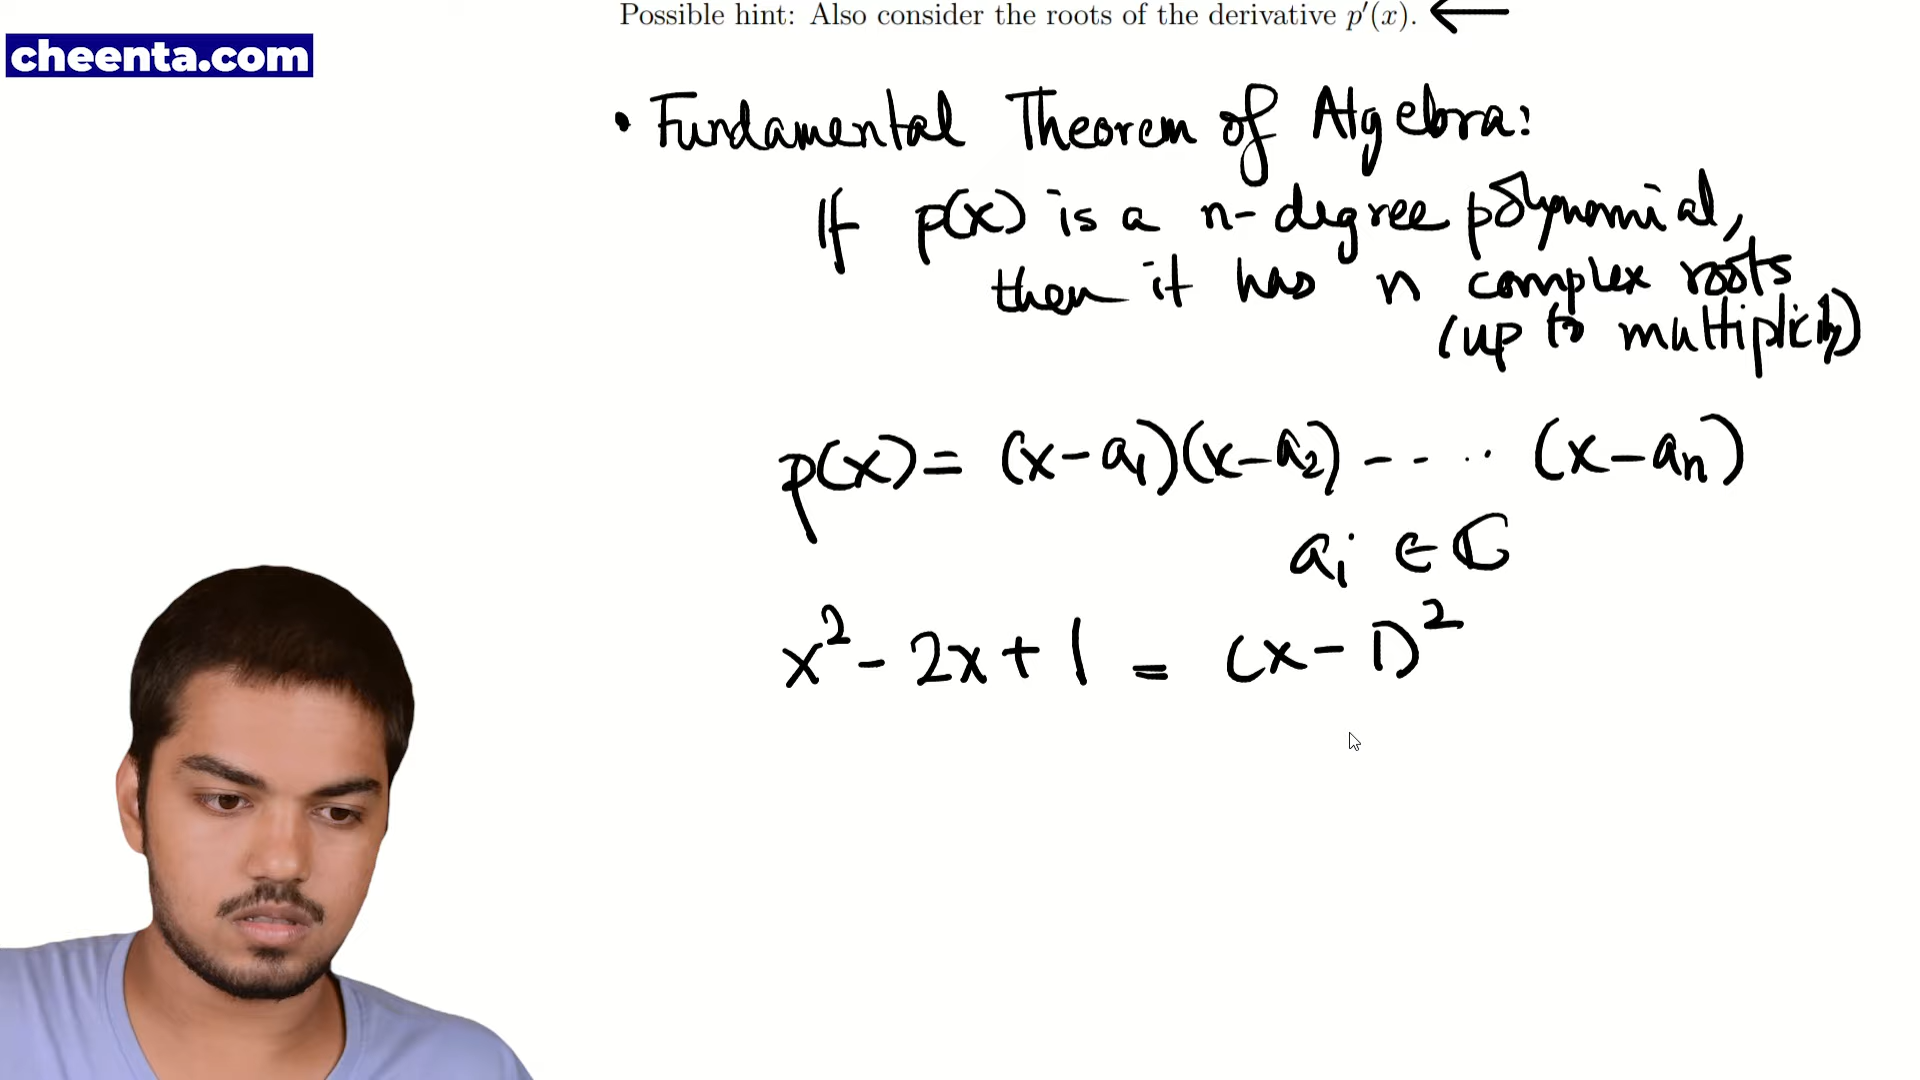 Possible hint: Also consider the roots of the derivative p′(x).
cheenta.com
• Fundamental Theorem of Algebra:
If p(x) is a n-degree polynomial,
then it has n complex roots
(up to multiplicity)
p(x) = (x-a₁)(x-a₂) ---- (x-aₙ)
aᵢ ∈ ℂ
x² - 2x + 1 = (x-1)²